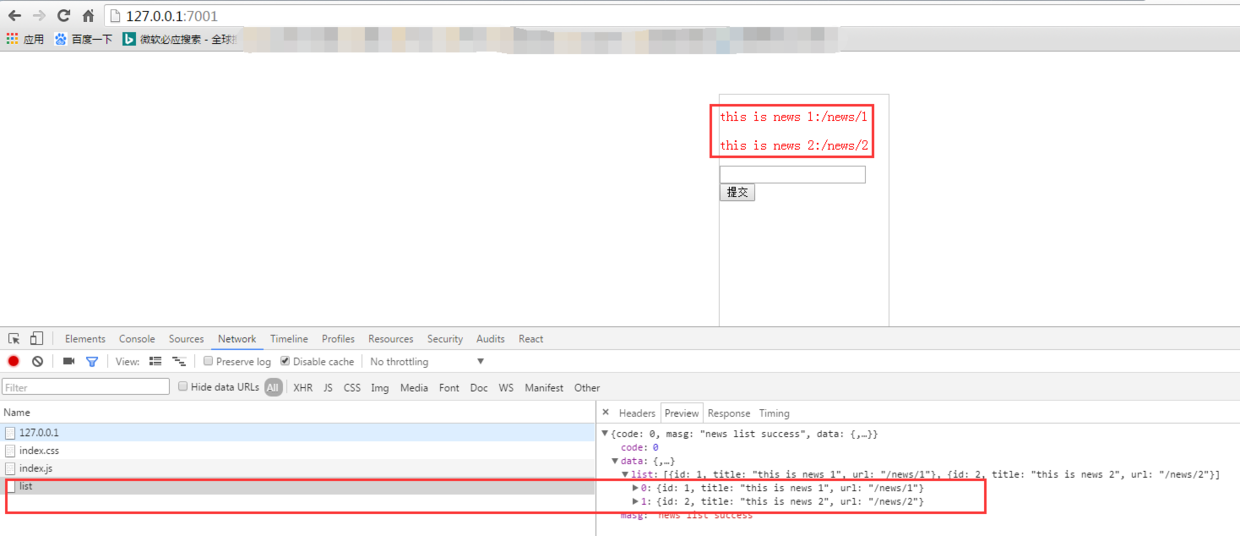 127.0.0.1:7001
应用 百度一下 微软必应搜索 - 全球
this is news 1:/news/1
this is news 2:/news/2
提交
Elements Console Sources Network Timeline Profiles Resources Security Audits React
View: Preserve log Disable cache No throttling
Filter Hide data URLs All XHR JS CSS Img Media Font Doc WS Manifest Other
Name
127.0.0.1
index.css
index.js
list
× Headers Preview Response Timing
{code: 0, masg: "news list success", data: {,…}}
code: 0
data: {,…}
list: [{id: 1, title: "this is news 1", url: "/news/1"}, {id: 2, title: "this is news 2", url: "/news/2"}]
0: {id: 1, title: "this is news 1", url: "/news/1"}
1: {id: 2, title: "this is news 2", url: "/news/2"}
masg: "news list success"